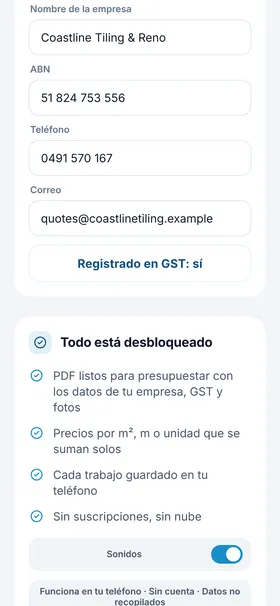 Nombre de la empresa
Coastline Tiling & Reno
ABN
51 824 753 556
Teléfono
0491 570 167
Correo
quotes@coastlinetiling.example
Registrado en GST: sí
Todo está desbloqueado
PDF listos para presupuestar con
los datos de tu empresa, GST y
fotos
Precios por m², m o unidad que se
suman solos
Cada trabajo guardado en tu
teléfono
Sin suscripciones, sin nube
Sonidos
Funciona en tu teléfono · Sin cuenta · Datos no
recopilados